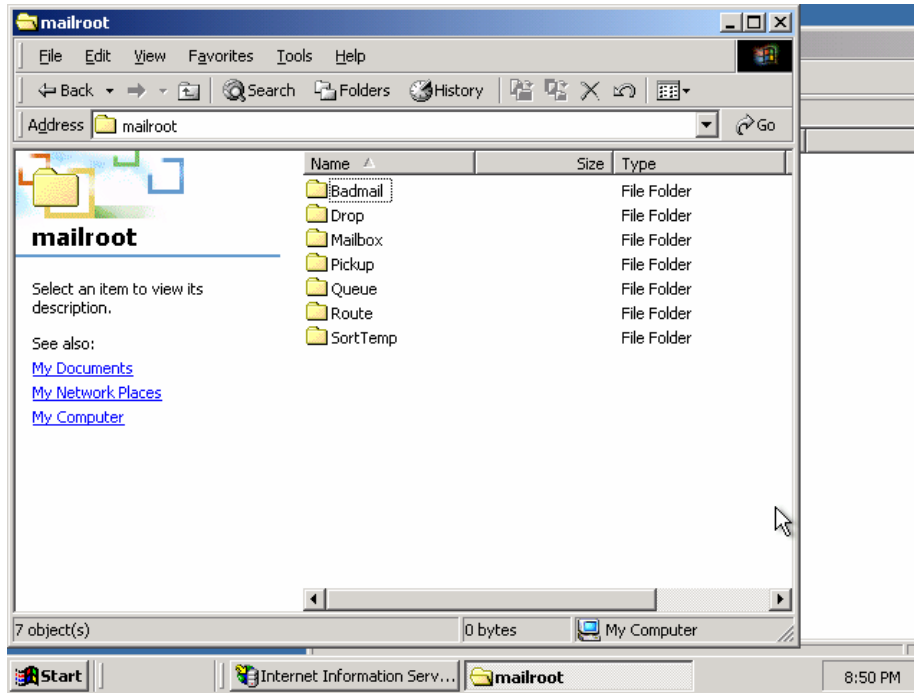 mailroot
File Edit View Favorites Tools Help
Back Search Folders History
Address mailroot Go
Name Size Type
Badmail File Folder
Drop File Folder
Mailbox File Folder
Pickup File Folder
Queue File Folder
Route File Folder
SortTemp File Folder
mailroot
Select an item to view its
description.
See also:
My Documents
My Network Places
My Computer
7 object(s) 0 bytes My Computer
Start Internet Information Serv... mailroot 8:50 PM